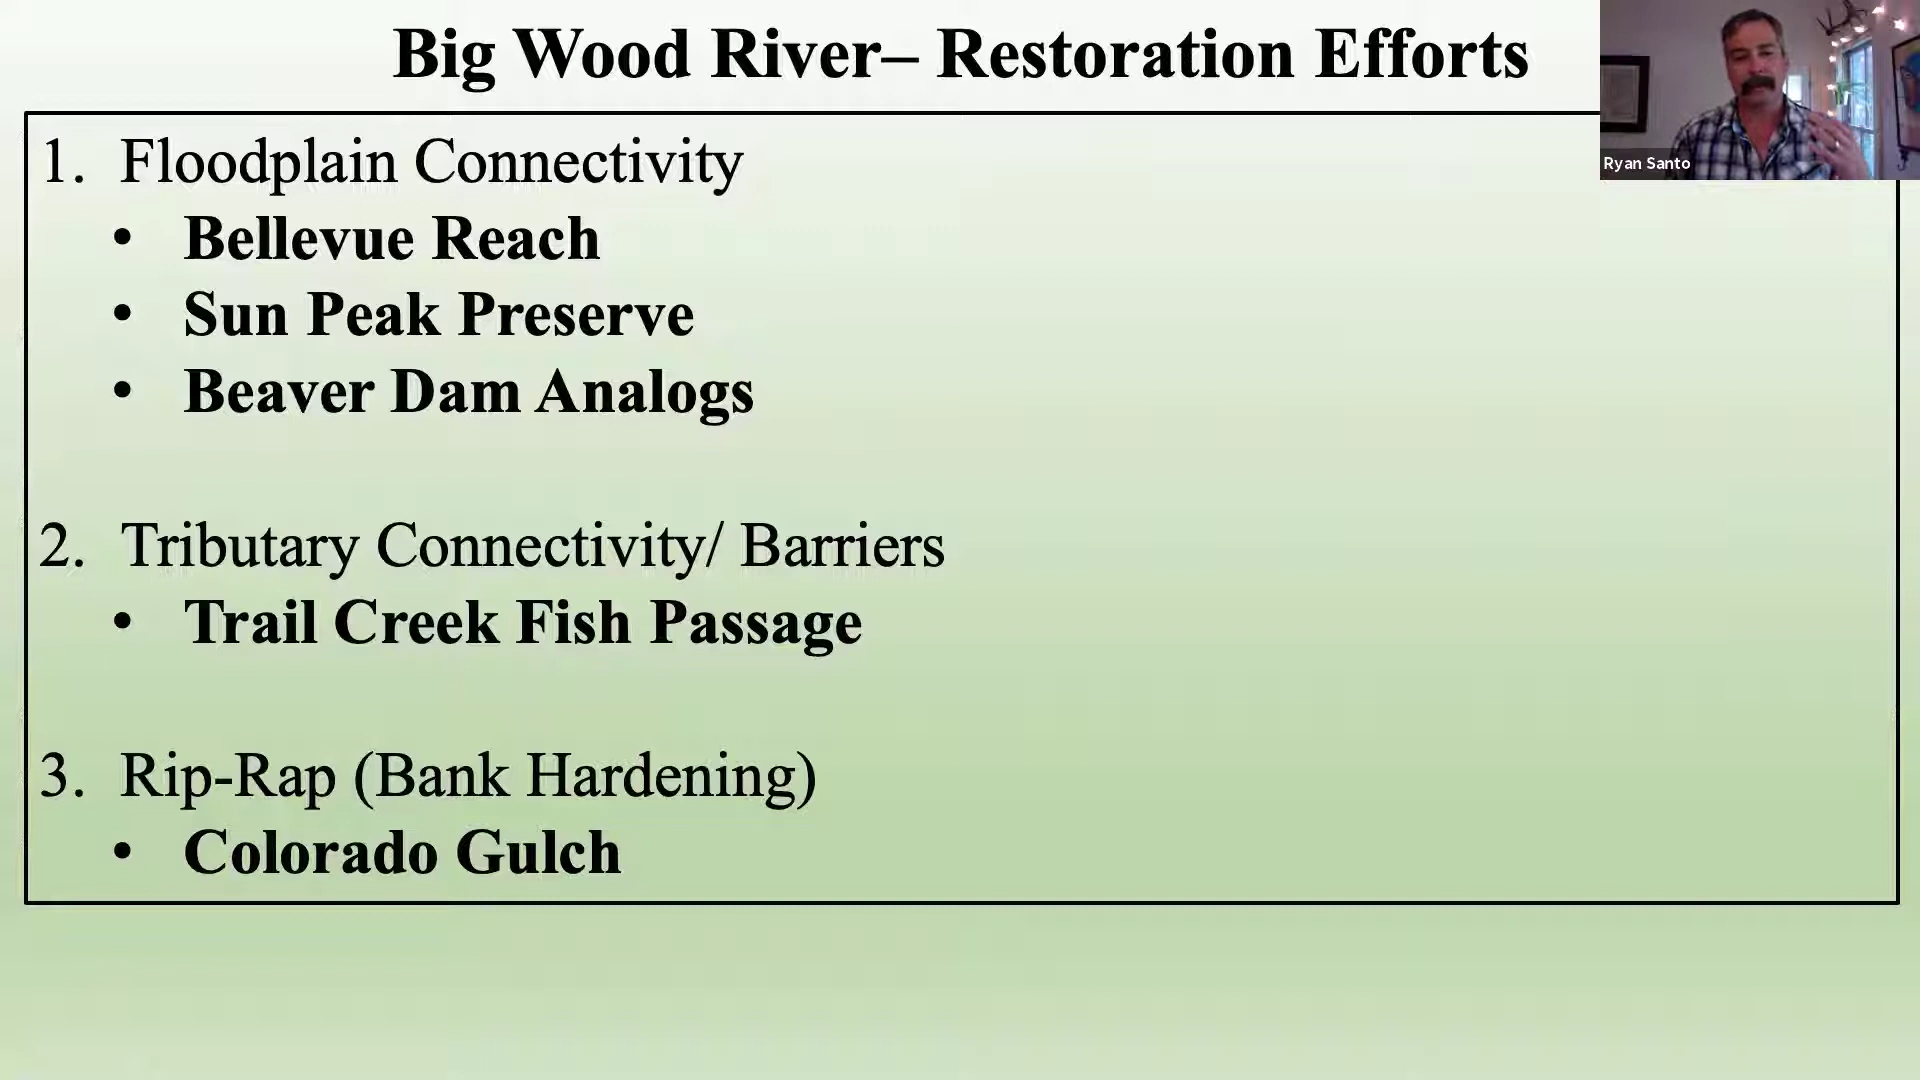 Big Wood River– Restoration Efforts
1. Floodplain Connectivity
• Bellevue Reach
• Sun Peak Preserve
• Beaver Dam Analogs
2. Tributary Connectivity/ Barriers
• Trail Creek Fish Passage
3. Rip-Rap (Bank Hardening)
• Colorado Gulch
Ryan Santo